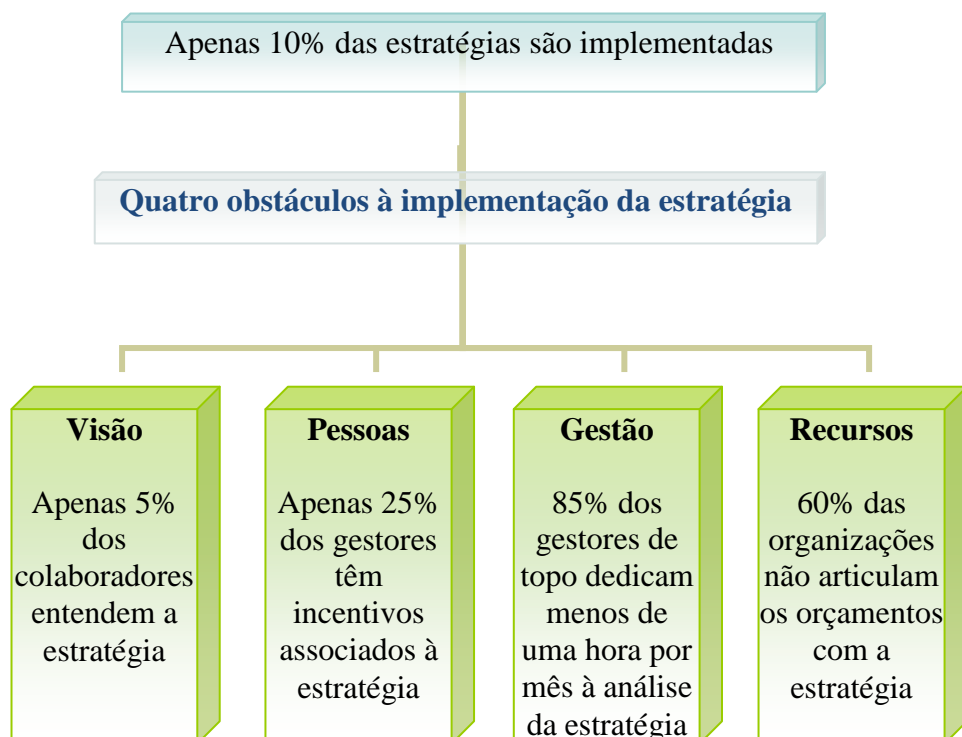 Apenas 10% das estratégias são implementadas
Quatro obstáculos à implementação da estratégia
Visão
Apenas 5%
dos
colaboradores
entendem a
estratégia
Pessoas
Apenas 25%
dos gestores
têm
incentivos
associados à
estratégia
Gestão
85% dos
gestores de
topo dedicam
menos de
uma hora por
mês à análise
da estratégia
Recursos
60% das
organizações
não articulam
os orçamentos
com a
estratégia